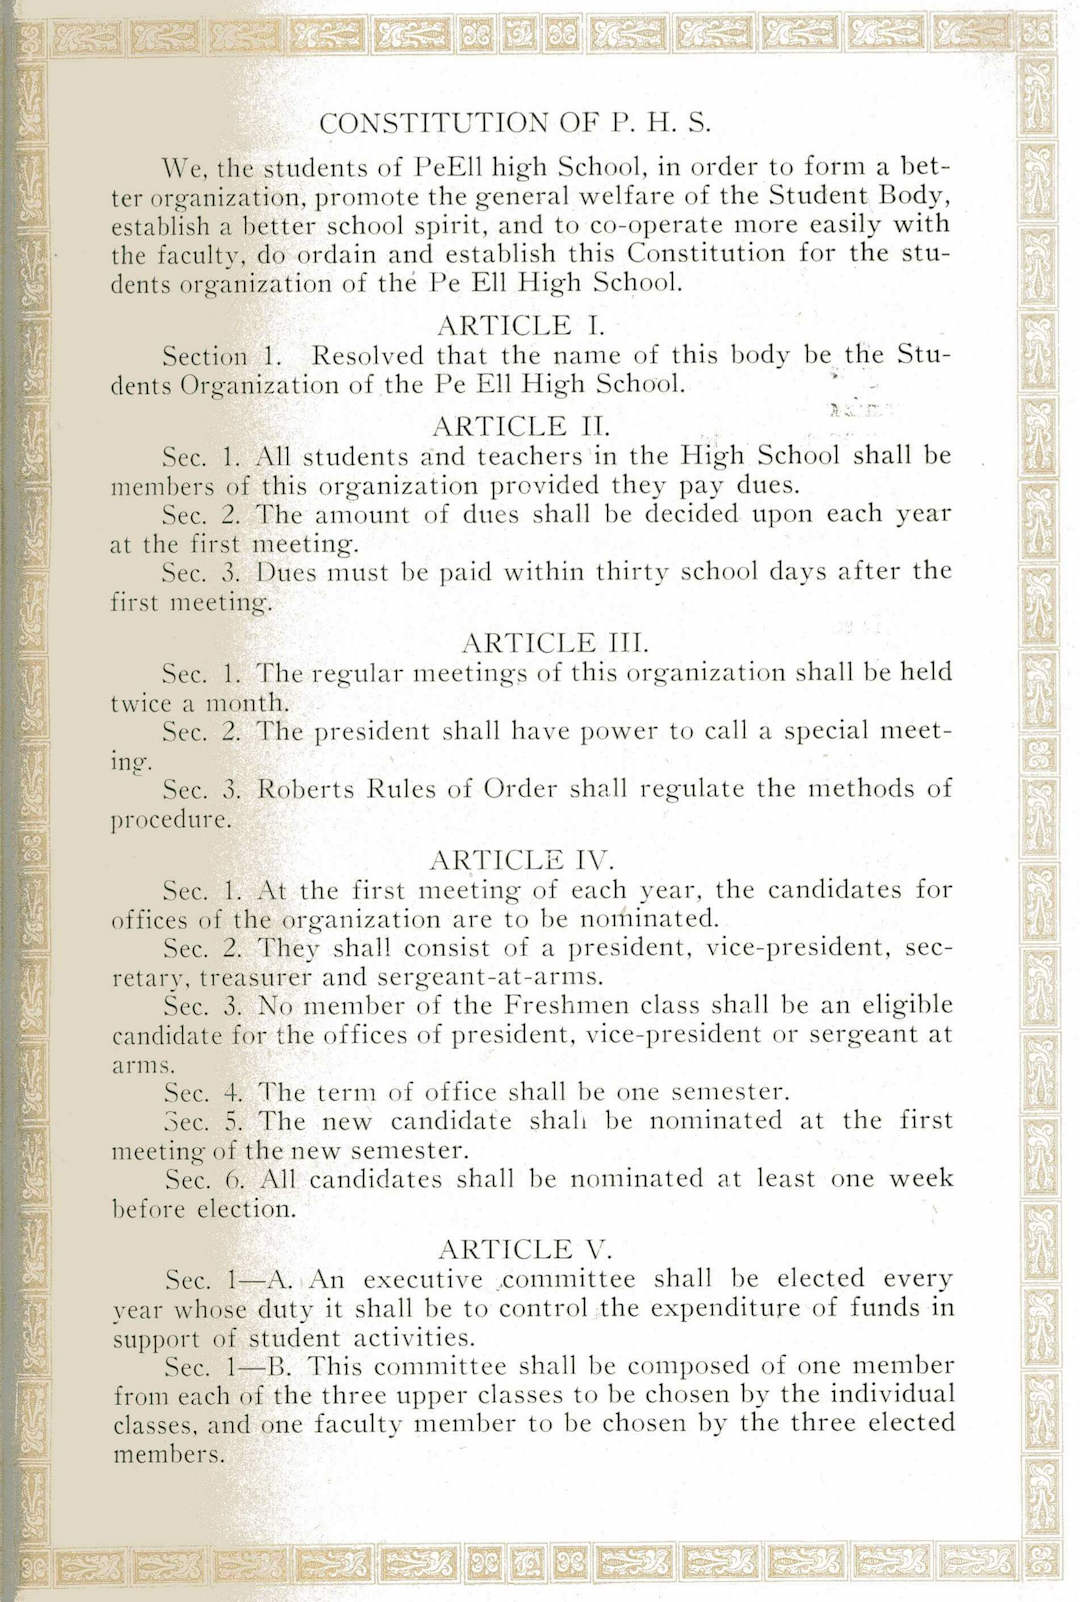 CONSTITUTION OF P. H. S.
We, the students of PeEll high School, in order to form a bet-
ter organization, promote the general welfare of the Student Body,
establish a better school spirit, and to co-operate more easily with
the faculty, do ordain and establish this Constitution for the stu-
dents organization of the Pe Ell High School.
ARTICLE I.
Section 1. Resolved that the name of this body be the Stu-
dents Organization of the Pe Ell High School.
ARTICLE II.
Sec. 1. All students and teachers in the High School shall be
members of this organization provided they pay dues.
Sec. 2. The amount of dues shall be decided upon each year
at the first meeting.
Sec. 3. Dues must be paid within thirty school days after the
first meeting.
ARTICLE III.
Sec. 1. The regular meetings of this organization shall be held
twice a month.
Sec. 2. The president shall have power to call a special meet-
ing.
Sec. 3. Roberts Rules of Order shall regulate the methods of
procedure.
ARTICLE IV.
Sec. 1. At the first meeting of each year, the candidates for
offices of the organization are to be nominated.
Sec. 2. They shall consist of a president, vice-president, sec-
retary, treasurer and sergeant-at-arms.
Sec. 3. No member of the Freshmen class shall be an eligible
candidate for the offices of president, vice-president or sergeant at
arms.
Sec. 4. The term of office shall be one semester.
Sec. 5. The new candidate shall be nominated at the first
meeting of the new semester.
Sec. 6. All candidates shall be nominated at least one week
before election.
ARTICLE V.
Sec. 1—A. An executive committee shall be elected every
year whose duty it shall be to control the expenditure of funds in
support of student activities.
Sec. 1—B. This committee shall be composed of one member
from each of the three upper classes to be chosen by the individual
classes, and one faculty member to be chosen by the three elected
members.